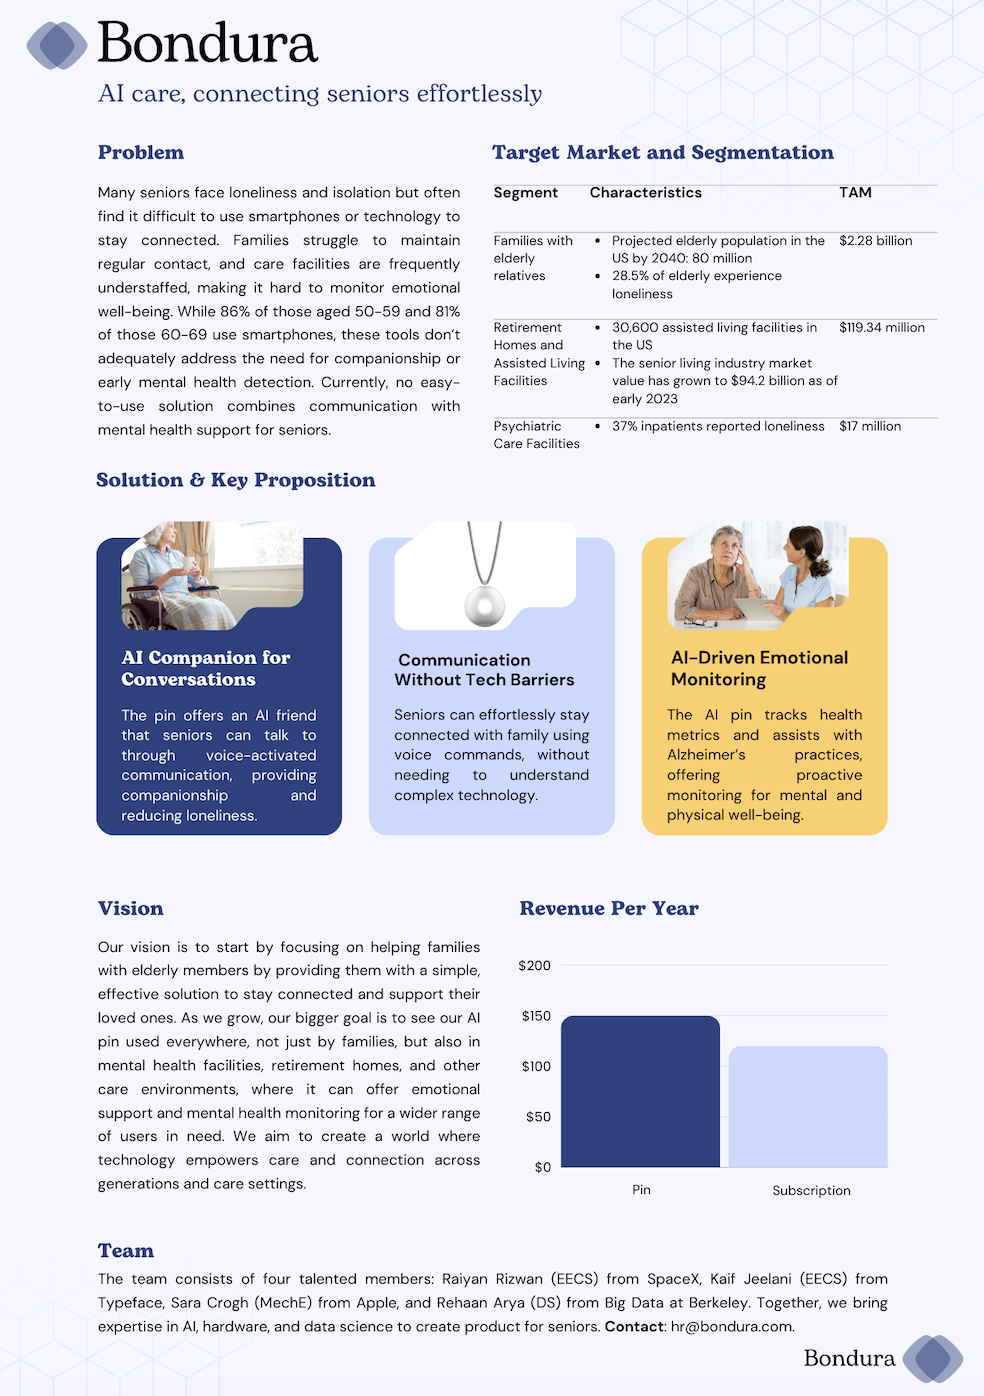 Bondura
AI care, connecting seniors effortlessly
Problem
Many seniors face loneliness and isolation but often
find it difficult to use smartphones or technology to
stay connected. Families struggle to maintain
regular contact, and care facilities are frequently
understaffed, making it hard to monitor emotional
well-being. While 86% of those aged 50-59 and 81%
of those 60-69 use smartphones, these tools don't
adequately address the need for companionship or
early mental health detection. Currently, no easy-
to-use solution combines communication with
mental health support for seniors.
Target Market and Segmentation
Segment Characteristics TAM
Families with
elderly
relatives
• Projected elderly population in the
US by 2040: 80 million
• 28.5% of elderly experience
loneliness
$2.28 billion
Retirement
Homes and
Assisted Living
Facilities
• 30,600 assisted living facilities in
the US
• The senior living industry market
value has grown to $94.2 billion as of
early 2023
$119.34 million
Psychiatric
Care Facilities
• 37% inpatients reported loneliness
$17 million
Solution & Key Proposition
AI Companion for
Conversations
The pin offers an AI friend
that seniors can talk to
through voice-activated
communication, providing
companionship and
reducing loneliness.
Communication
Without Tech Barriers
Seniors can effortlessly stay
connected with family using
voice commands, without
needing to understand
complex technology.
AI-Driven Emotional
Monitoring
The AI pin tracks health
metrics and assists with
Alzheimer's practices,
offering proactive
monitoring for mental and
physical well-being.
Vision
Our vision is to start by focusing on helping families
with elderly members by providing them with a simple,
effective solution to stay connected and support their
loved ones. As we grow, our bigger goal is to see our AI
pin used everywhere, not just by families, but also in
mental health facilities, retirement homes, and other
care environments, where it can offer emotional
support and mental health monitoring for a wider range
of users in need. We aim to create a world where
technology empowers care and connection across
generations and care settings.
Revenue Per Year
$200
$150
$100
$50
$0
Pin Subscription
Team
The team consists of four talented members: Raiyan Rizwan (EECS) from SpaceX, Kaif Jeelani (EECS) from
Typeface, Sara Crogh (MechE) from Apple, and Rehaan Arya (DS) from Big Data at Berkeley. Together, we bring
expertise in AI, hardware, and data science to create product for seniors. Contact: hr@bondura.com.
Bondura